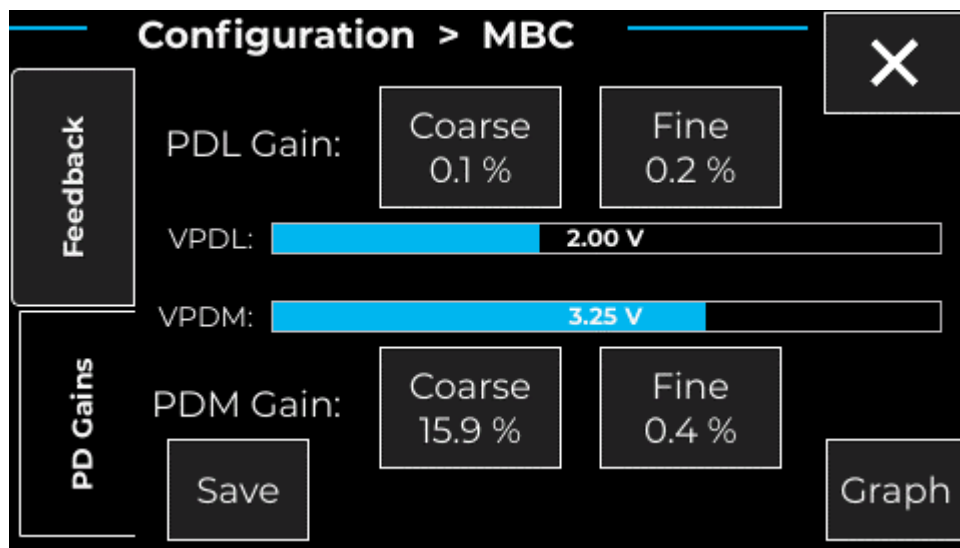 Configuration > MBC
Feedback
PD Gains
PDL Gain:
Coarse
0.1 %
Fine
0.2 %
VPDL:
2.00 V
VPDM:
3.25 V
PDM Gain:
Coarse
15.9 %
Fine
0.4 %
Save
Graph